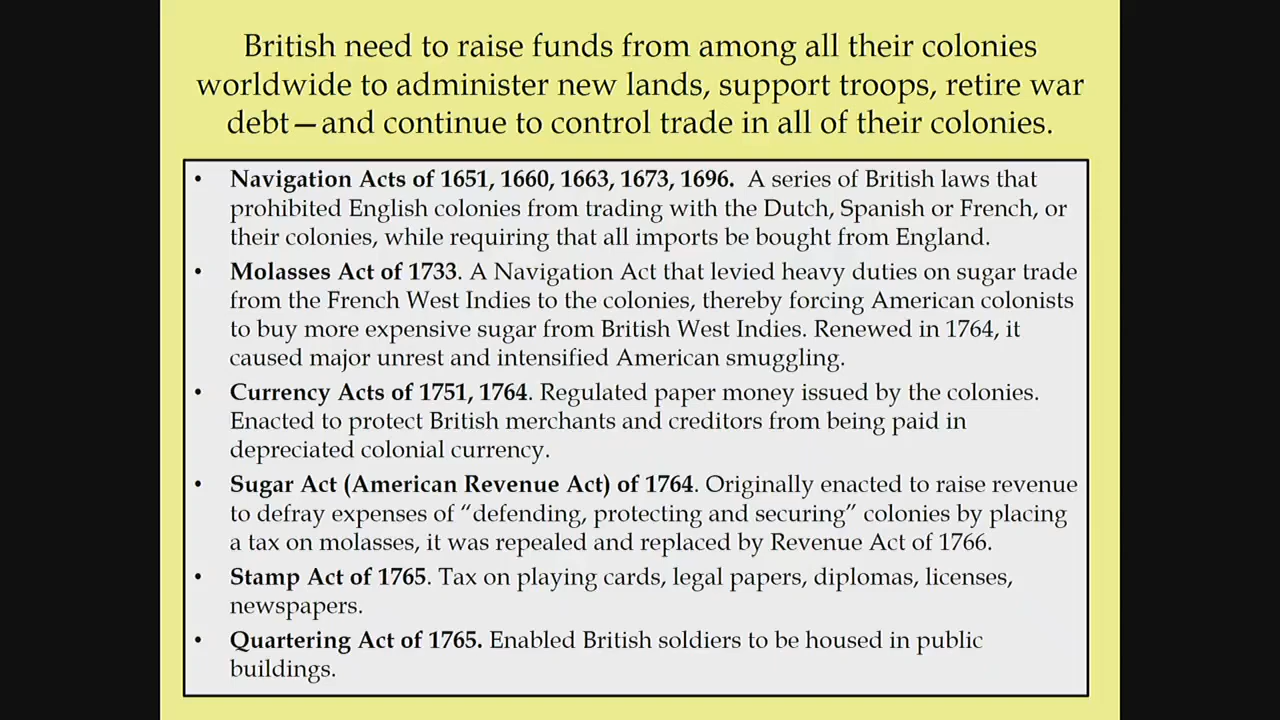 British need to raise funds from among all their colonies
worldwide to administer new lands, support troops, retire war
debt—and continue to control trade in all of their colonies.
• Navigation Acts of 1651, 1660, 1663, 1673, 1696. A series of British laws that
prohibited English colonies from trading with the Dutch, Spanish or French, or
their colonies, while requiring that all imports be bought from England.
• Molasses Act of 1733. A Navigation Act that levied heavy duties on sugar trade
from the French West Indies to the colonies, thereby forcing American colonists
to buy more expensive sugar from British West Indies. Renewed in 1764, it
caused major unrest and intensified American smuggling.
• Currency Acts of 1751, 1764. Regulated paper money issued by the colonies.
Enacted to protect British merchants and creditors from being paid in
depreciated colonial currency.
• Sugar Act (American Revenue Act) of 1764. Originally enacted to raise revenue
to defray expenses of “defending, protecting and securing” colonies by placing
a tax on molasses, it was repealed and replaced by Revenue Act of 1766.
• Stamp Act of 1765. Tax on playing cards, legal papers, diplomas, licenses,
newspapers.
• Quartering Act of 1765. Enabled British soldiers to be housed in public
buildings.